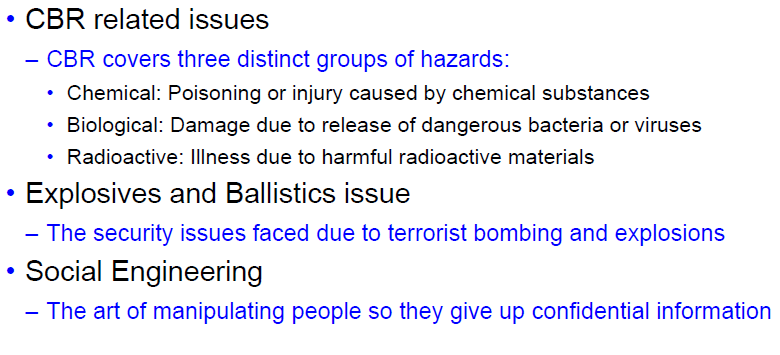 • CBR related issues
– CBR covers three distinct groups of hazards:
• Chemical: Poisoning or injury caused by chemical substances
• Biological: Damage due to release of dangerous bacteria or viruses
• Radioactive: Illness due to harmful radioactive materials
• Explosives and Ballistics issue
– The security issues faced due to terrorist bombing and explosions
• Social Engineering
– The art of manipulating people so they give up confidential information